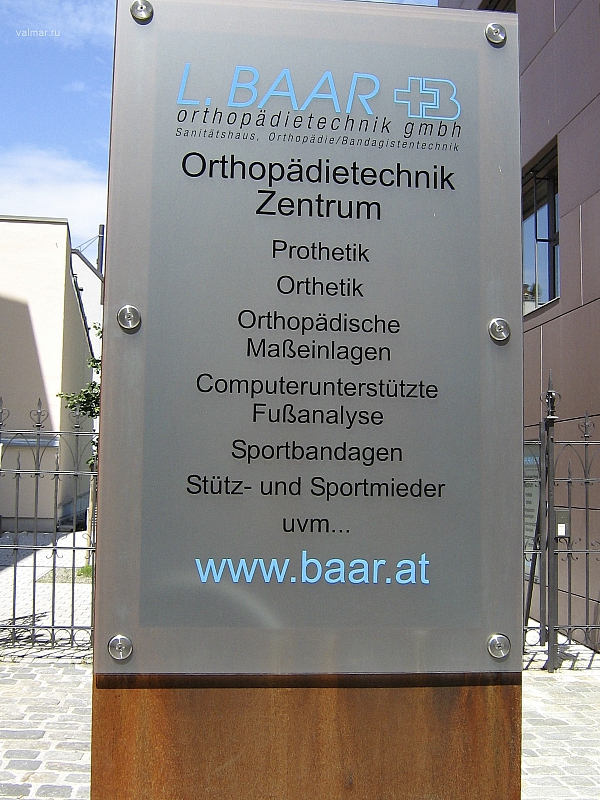 valmar.ru
L. BAAR
orthopädietechnik gmbh
Sanitätshaus, Orthopädie/Bandagistentechnik
Orthopädietechnik
Zentrum
Prothetik
Orthetik
Orthopädische
Maßeinlagen
Computerunterstützte
Fußanalyse
Sportbandagen
Stütz- und Sportmieder
uvm...
www.baar.at